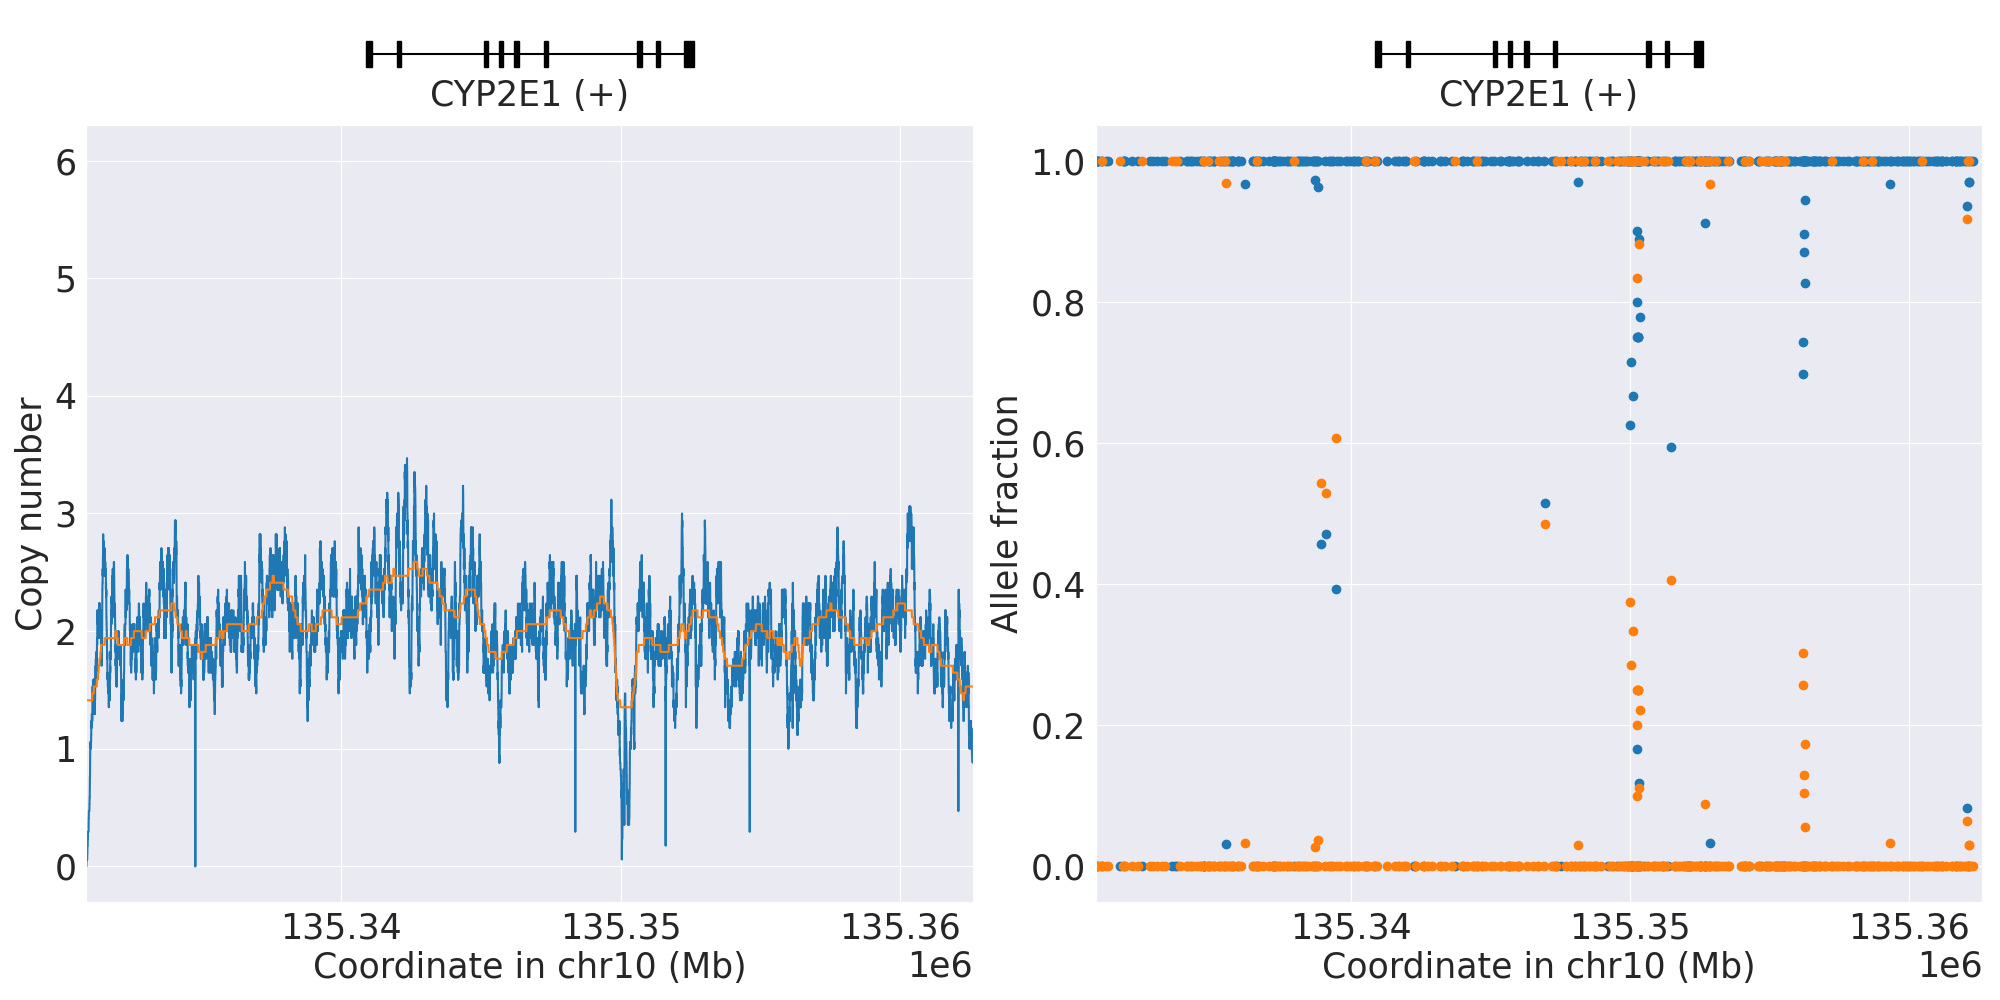 CYP2E1 (+)
6
5
4
3
2
1
0
Copy number
135.34 135.35 135.36
Coordinate in chr10 (Mb)
1e6
CYP2E1 (+)
1.0
0.8
0.6
0.4
0.2
0.0
Allele fraction
135.34 135.35 135.36
Coordinate in chr10 (Mb)
1e6